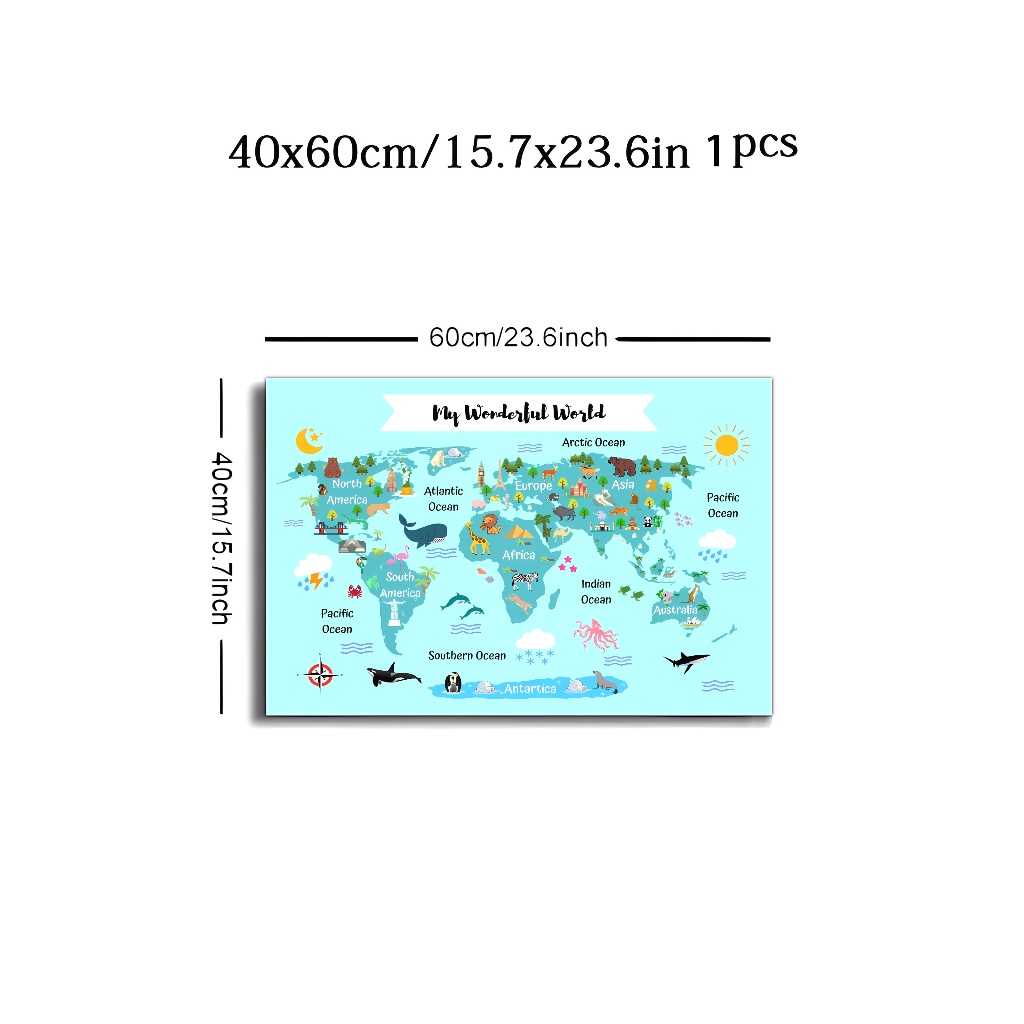 40x60cm/15.7x23.6in 1pcs
60cm/23.6inch
40cm/15.7inch
My Wonderful World
Arctic Ocean
North
America
Atlantic
Ocean
Europe
Asia
Pacific
Ocean
Africa
South
America
Indian
Ocean
Australia
Pacific
Ocean
Southern Ocean
Antartica